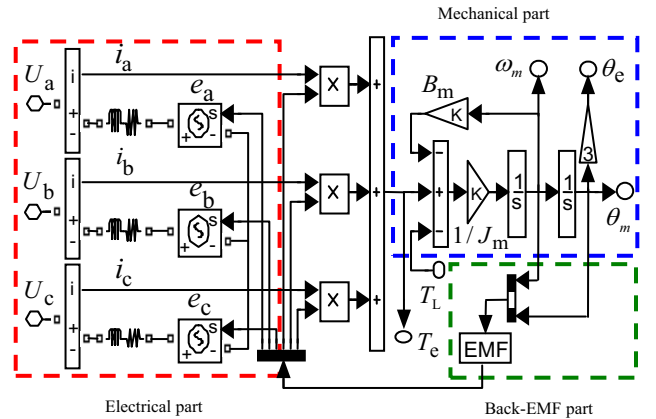 Mechanical part
U_a
i
+
-
i_a
e_a
s
+
-
x
+
B_m
K
ω_m
θ_e
3
U_b
i
+
-
i_b
e_b
s
+
-
x
+
−
+
−
K
1/J_m
1
s
1
s
θ_m
U_c
i
+
-
i_c
e_c
s
+
-
x
+
T_L
T_e
EMF
Electrical part
Back-EMF part